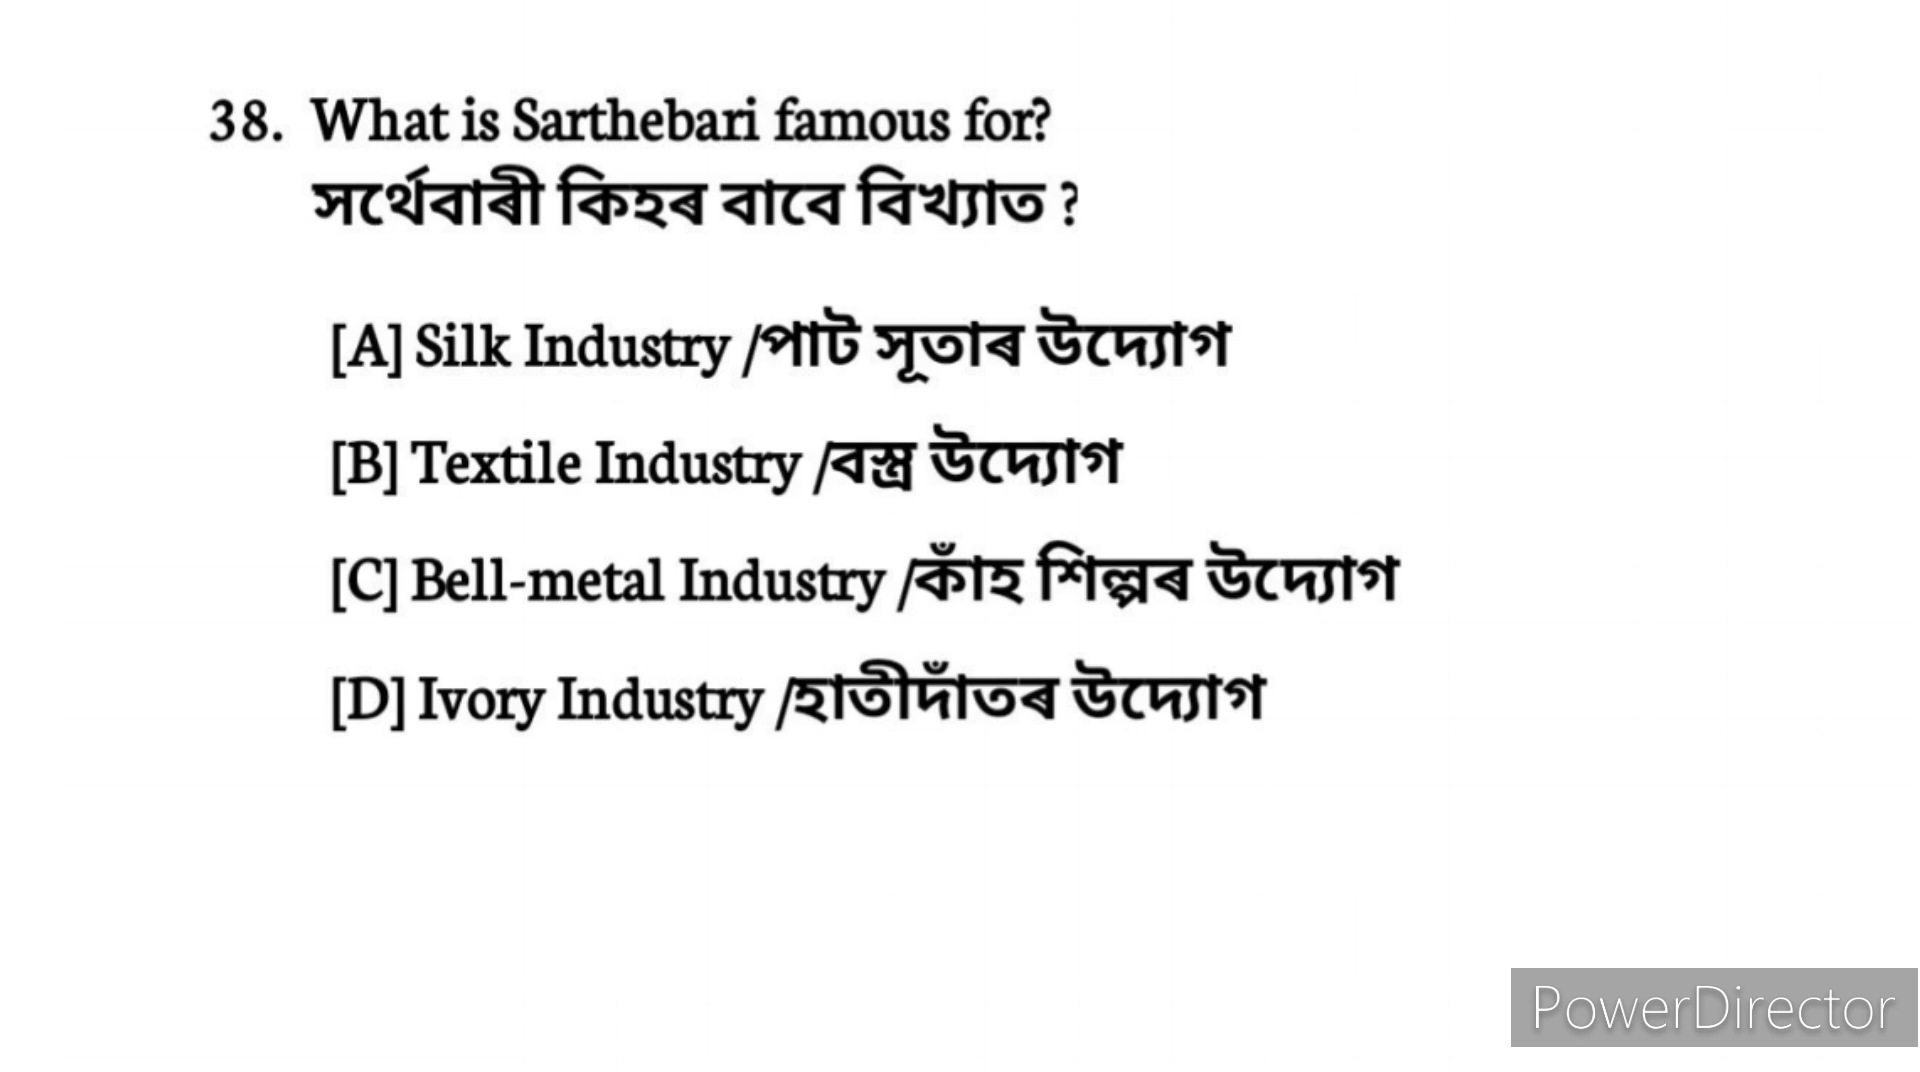 38. What is Sarthebari famous for?
সৰ্থেবাৰী কিহৰ বাবে বিখ্যাত ?
[A] Silk Industry /পাট সূতাৰ উদ্যোগ
[B] Textile Industry /বস্ত্ৰ উদ্যোগ
[C] Bell-metal Industry /কাঁহ শিল্পৰ উদ্যোগ
[D] Ivory Industry /হাতীদাঁতৰ উদ্যোগ
PowerDirector